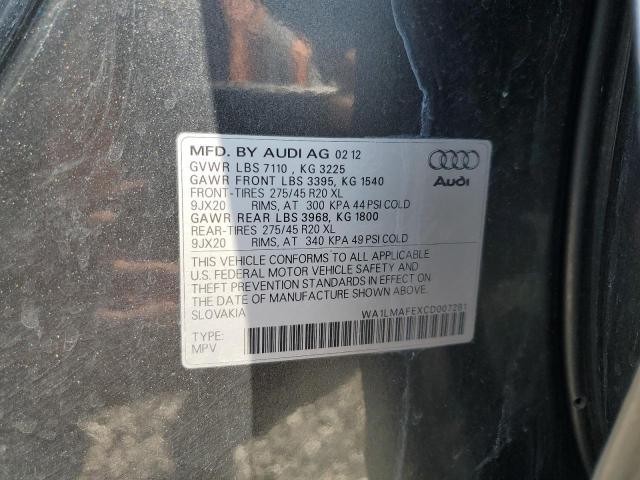 MFD. BY AUDI AG 02 12
GVWR LBS 7110 , KG 3225
GAWR FRONT LBS 3395, KG 1540
FRONT-TIRES 275/45 R20 XL
9JX20 RIMS, AT 300 KPA 44 PSI COLD
GAWR REAR LBS 3968, KG 1800
REAR-TIRES 275/45 R20 XL
9JX20 RIMS, AT 340 KPA 49 PSI COLD
Audi
THIS VEHICLE CONFORMS TO ALL APPLICABLE
U.S. FEDERAL MOTOR VEHICLE SAFETY AND
THEFT PREVENTION STANDARDS IN EFFECT ON
THE DATE OF MANUFACTURE SHOWN ABOVE.
SLOVAKIA
WA1LMAFEXCD007281
TYPE:
MPV